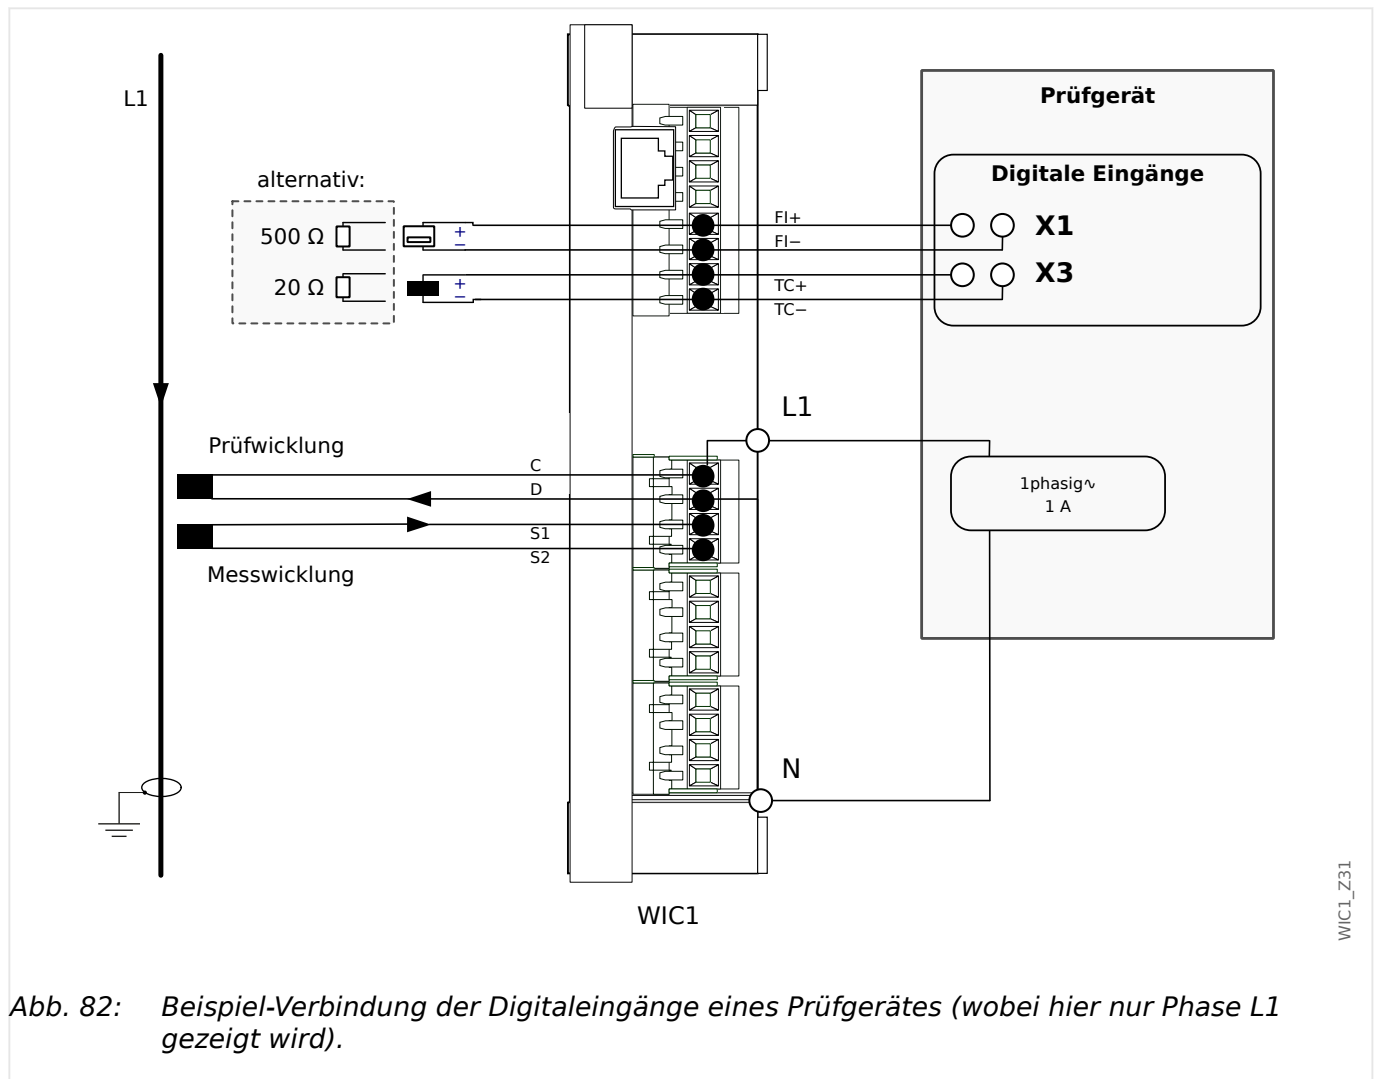 L1
Prüfgerät
Digitale Eingänge
alternativ:
500 Ω
20 Ω
+
−
+
−
FI+
FI−
TC+
TC−
X1
X3
L1
Prüfwicklung
C
D
S1
S2
Messwicklung
1phasig∿
1 A
N
WIC1
WIC1_Z31
Abb. 82: Beispiel-Verbindung der Digitaleingänge eines Prüfgerätes (wobei hier nur Phase L1
gezeigt wird).